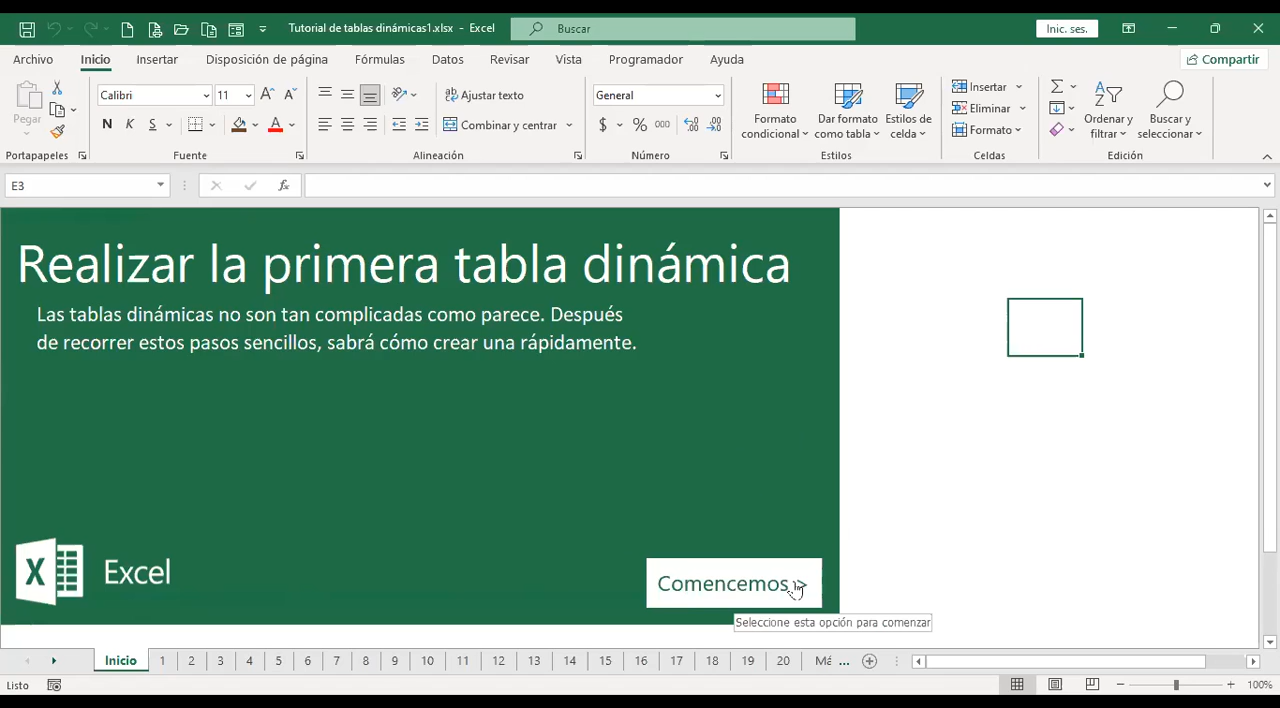 Tutorial de tablas dinámicas1.xlsx - Excel
Buscar
Inic. ses.
Archivo
Inicio
Insertar
Disposición de página
Fórmulas
Datos
Revisar
Vista
Programador
Ayuda
Compartir
Pegar
Calibri
11
Ajustar texto
General
Formato condicional
Dar formato como tabla
Estilos de celda
Insertar
Eliminar
Formato
Ordenar y filtrar
Buscar y seleccionar
N K S
Combinar y centrar
$ % 000
Portapapeles
Fuente
Alineación
Número
Estilos
Celdas
Edición
E3
fx
Realizar la primera tabla dinámica
Las tablas dinámicas no son tan complicadas como parece. Después
de recorrer estos pasos sencillos, sabrá cómo crear una rápidamente.
Excel
Comencemos >
Seleccione esta opción para comenzar
Inicio 1 2 3 4 5 6 7 8 9 10 11 12 13 14 15 16 17 18 19 20 Má ...
Listo
100%